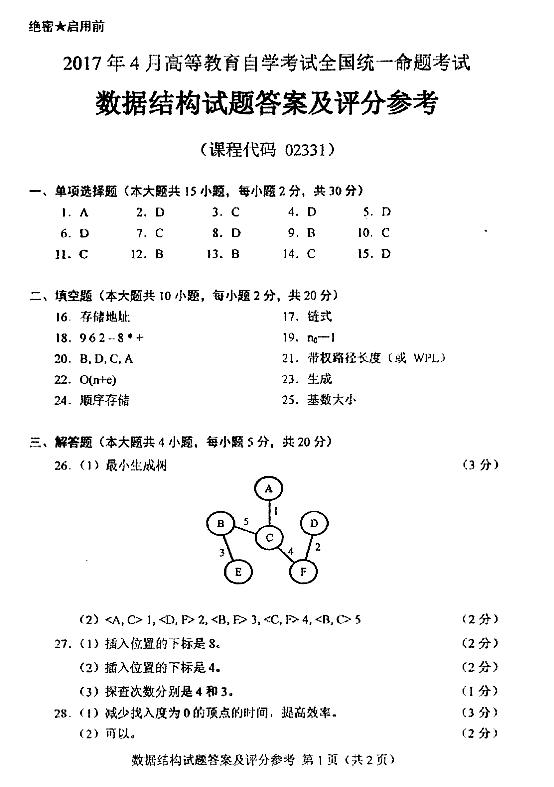 绝密★启用前
2017 年 4 月高等教育自学考试全国统一命题考试
数据结构试题答案及评分参考
（课程代码 02331）
一、单项选择题（本大题共 15 小题，每小题 2 分，共 30 分）
1. A 2. D 3. C 4. D 5. D
6. D 7. C 8. D 9. B 10. C
11. C 12. B 13. B 14. C 15. D
二、填空题（本大题共 10 小题，每小题 2 分，共 20 分）
16. 存储地址 17. 链式
18. 9 6 2 - 8 * + 19. n₀—1
20. B, D, C, A 21. 带权路径长度（或 WPL）
22. O(n+e) 23. 生成
24. 顺序存储 25. 基数大小
三、解答题（本大题共 4 小题，每小题 5 分，共 20 分）
26.（1）最小生成树 （3 分）
A
1
B 5 C D
3 4 2
E F
（2）<A, C> 1, <D, F> 2, <B, E> 3, <C, F> 4, <B, C> 5 （2 分）
27.（1）插入位置的下标是 8。 （2 分）
（2）插入位置的下标是 4。 （2 分）
（3）探查次数分别是 4 和 3。 （1 分）
28.（1）减少找入度为 0 的顶点的时间，提高效率。 （3 分）
（2）可以。 （2 分）
数据结构试题答案及评分参考 第 1 页（共 2 页）